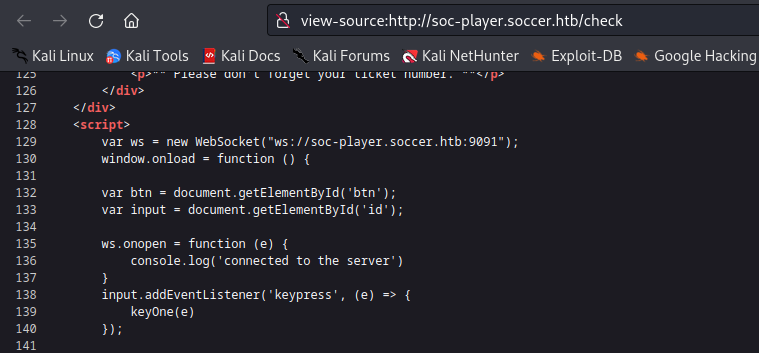 view-source:http://soc-player.soccer.htb/check
Kali Linux Kali Tools Kali Docs Kali Forums Kali NetHunter Exploit-DB Google Hacking
125 <p>"* Please don't forget your ticket number. *"</p>
126 </div>
127 </div>
128 <script>
129 var ws = new WebSocket("ws://soc-player.soccer.htb:9091");
130 window.onload = function () {
131
132 var btn = document.getElementById('btn');
133 var input = document.getElementById('id');
134
135 ws.onopen = function (e) {
136 console.log('connected to the server')
137 }
138 input.addEventListener('keypress', (e) => {
139 keyOne(e)
140 });
141